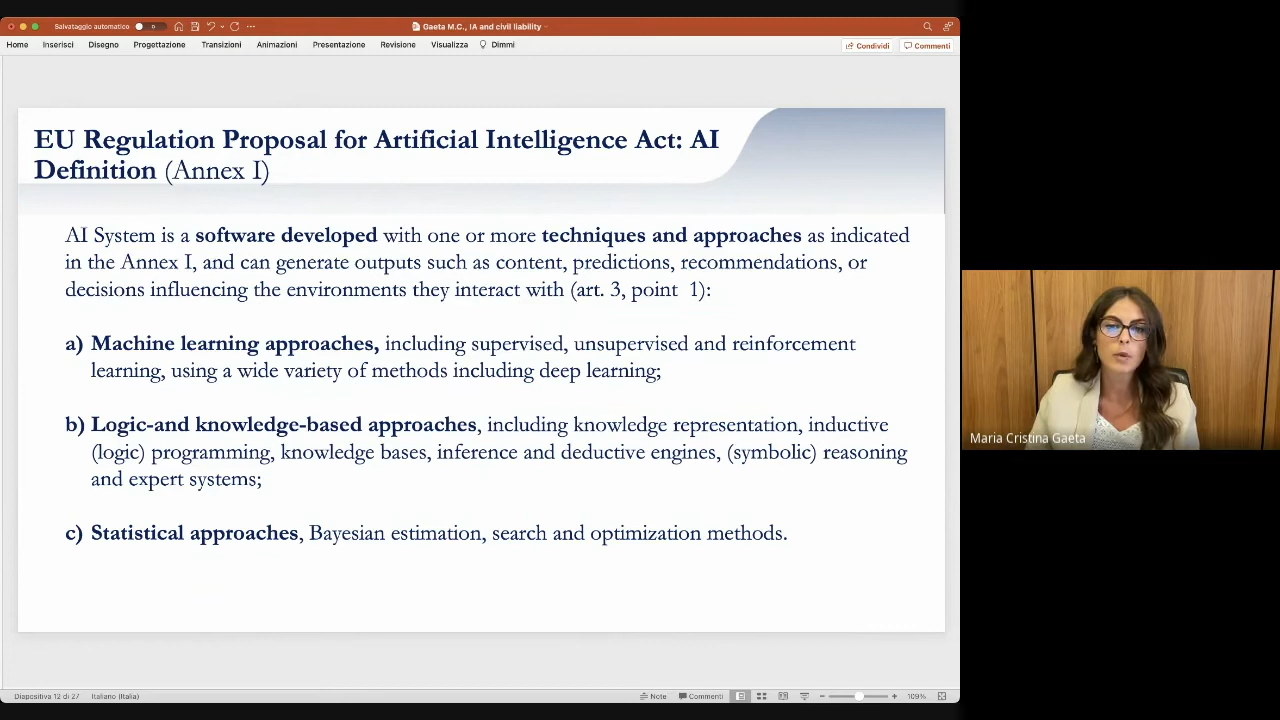 Salvataggio automatico
Gaeta M.C., IA and civil liability
Home Inserisci Disegno Progettazione Transizioni Animazioni Presentazione Revisione Visualizza Dimmi Condividi Commenti
EU Regulation Proposal for Artificial Intelligence Act: AI
Definition (Annex I)
AI System is a software developed with one or more techniques and approaches as indicated
in the Annex I, and can generate outputs such as content, predictions, recommendations, or
decisions influencing the environments they interact with (art. 3, point 1):
a) Machine learning approaches, including supervised, unsupervised and reinforcement
learning, using a wide variety of methods including deep learning;
b) Logic-and knowledge-based approaches, including knowledge representation, inductive
(logic) programming, knowledge bases, inference and deductive engines, (symbolic) reasoning
and expert systems;
c) Statistical approaches, Bayesian estimation, search and optimization methods.
Maria Cristina Gaeta
Diapositiva 12 di 27 Italiano (Italia) Note Commenti 109%